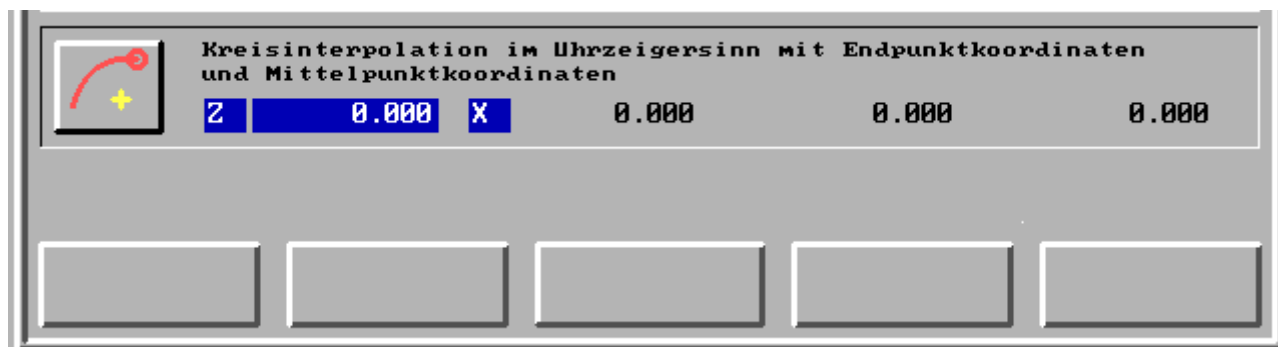 Kreisinterpolation im Uhrzeigersinn mit Endpunktkoordinaten
und Mittelpunktkoordinaten
Z 0.000 X 0.000 0.000 0.000